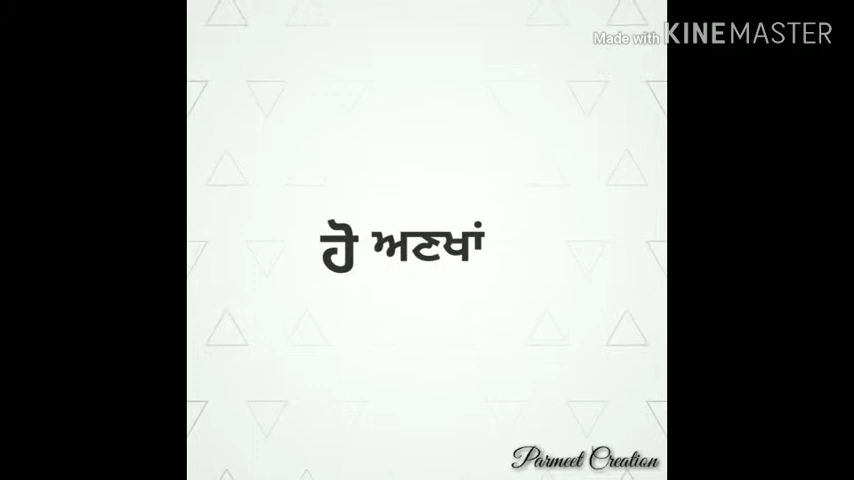 Made with KINEMASTER
ਹੋ ਅਣਖਾਂ
Parmeet Creation